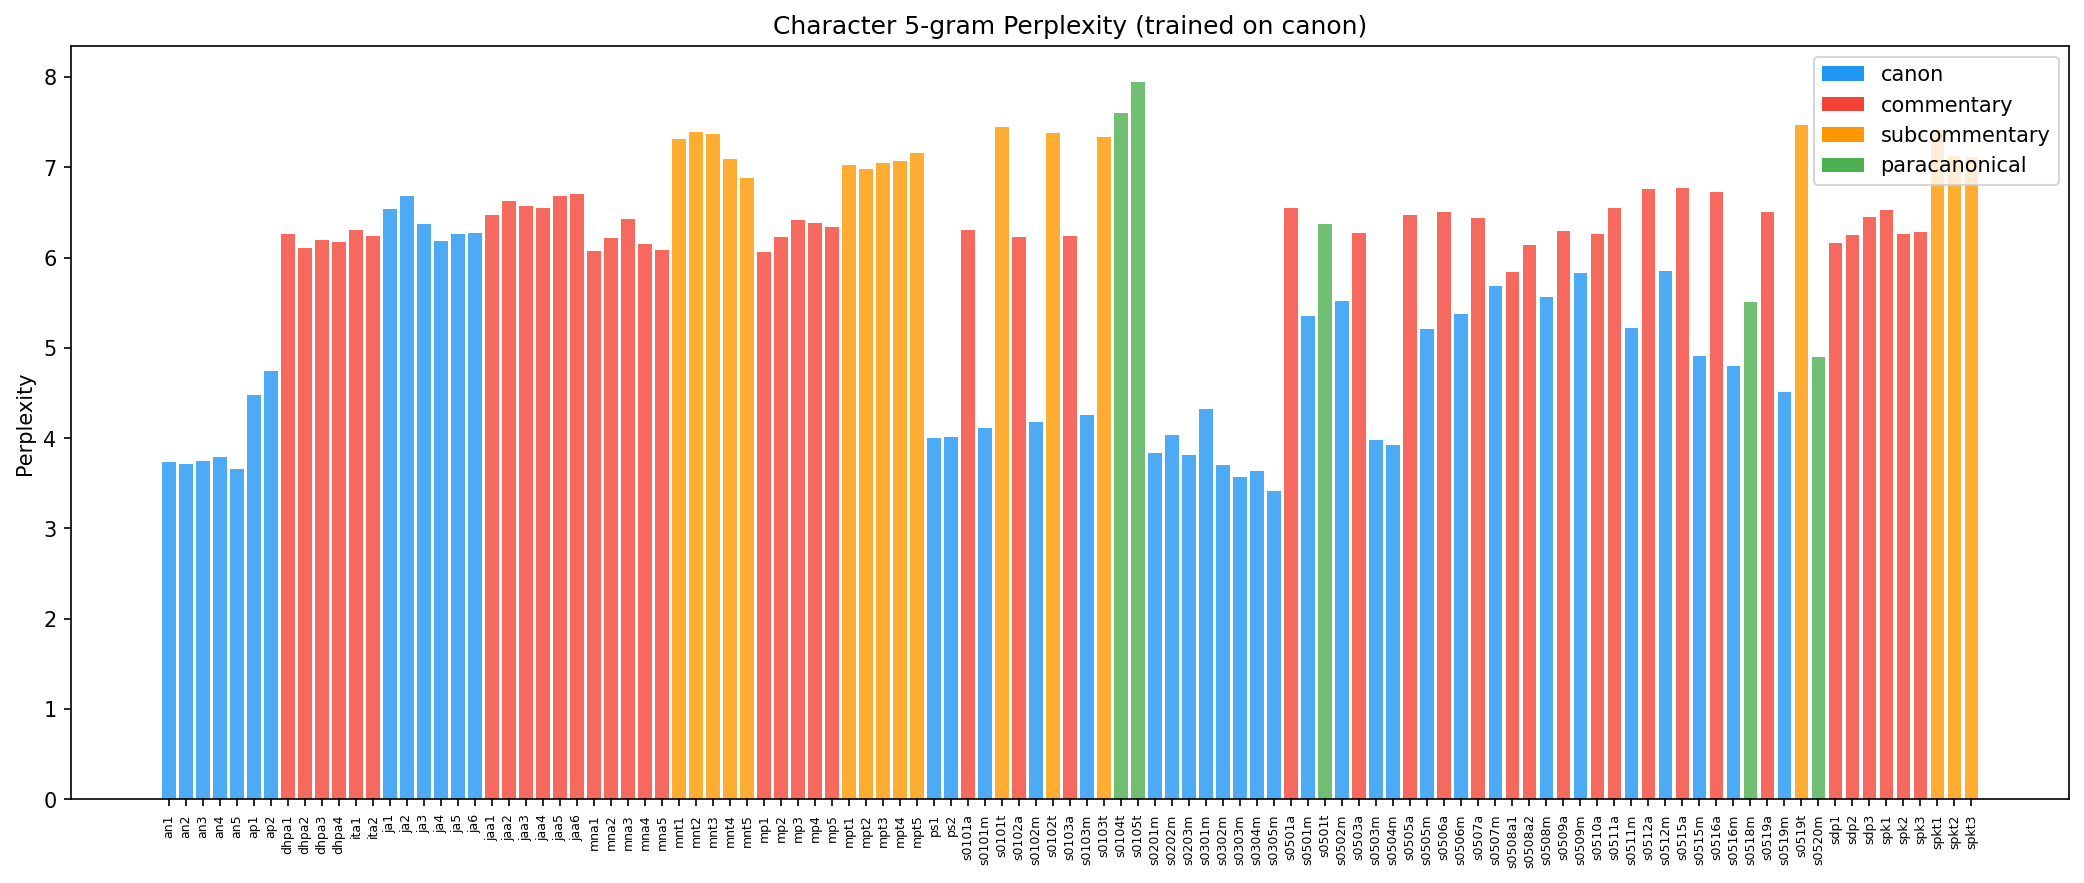 Character 5-gram Perplexity (trained on canon)
canon
commentary
subcommentary
paracanonical
Perplexity
8
7
6
5
4
3
2
1
0
an1
an2
an3
an4
an5
ap1
ap2
dhpa1
dhpa2
dhpa3
dhpa4
ita1
ita2
ja1
ja2
ja3
ja4
ja5
ja6
jaa1
jaa2
jaa3
jaa4
jaa5
jaa6
mna1
mna2
mna3
mna4
mna5
mnt1
mnt2
mnt3
mnt4
mnt5
mp1
mp2
mp3
mp4
mp5
mpt1
mpt2
mpt3
mpt4
mpt5
ps1
ps2
s0101a
s0101m
s0101t
s0102a
s0102m
s0102t
s0103a
s0103m
s0103t
s0104t
s0105t
s0201m
s0202m
s0203m
s0301m
s0302m
s0303m
s0304m
s0305m
s0501a
s0501m
s0501t
s0502m
s0503a
s0503m
s0504m
s0505a
s0505m
s0506a
s0506m
s0507a
s0507m
s0508a1
s0508a2
s0508m
s0509a
s0509m
s0510a
s0511a
s0511m
s0512a
s0512m
s0515a
s0515m
s0516a
s0516m
s0518m
s0519a
s0519m
s0519t
s0520m
sdp1
sdp2
sdp3
spk1
spk2
spk3
spkt1
spkt2
spkt3